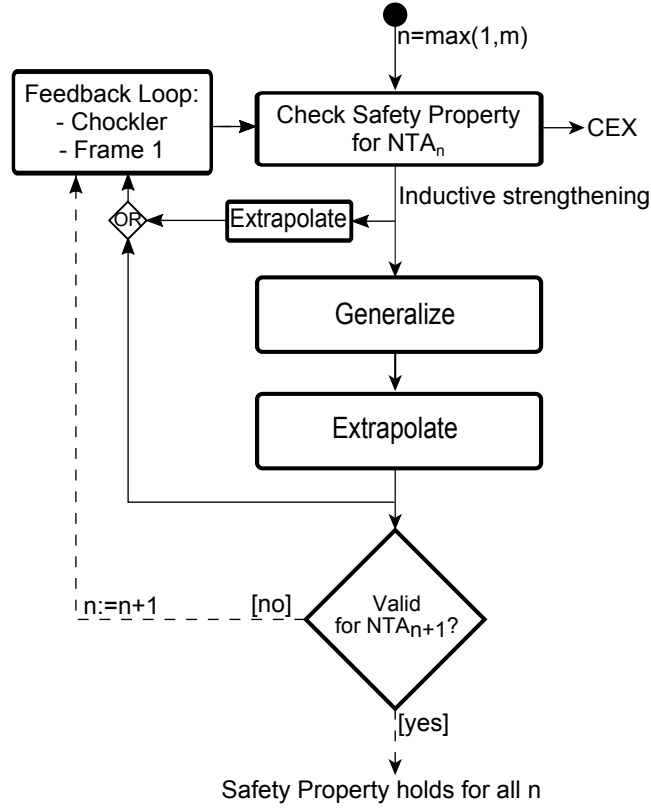 n=max(1,m)
Feedback Loop:
- Chockler
- Frame 1
Check Safety Property
for NTAₙ
CEX
Inductive strengthening
OR
Extrapolate
Generalize
Extrapolate
n:=n+1
[no]
Valid
for NTAₙ₊₁?
[yes]
Safety Property holds for all n